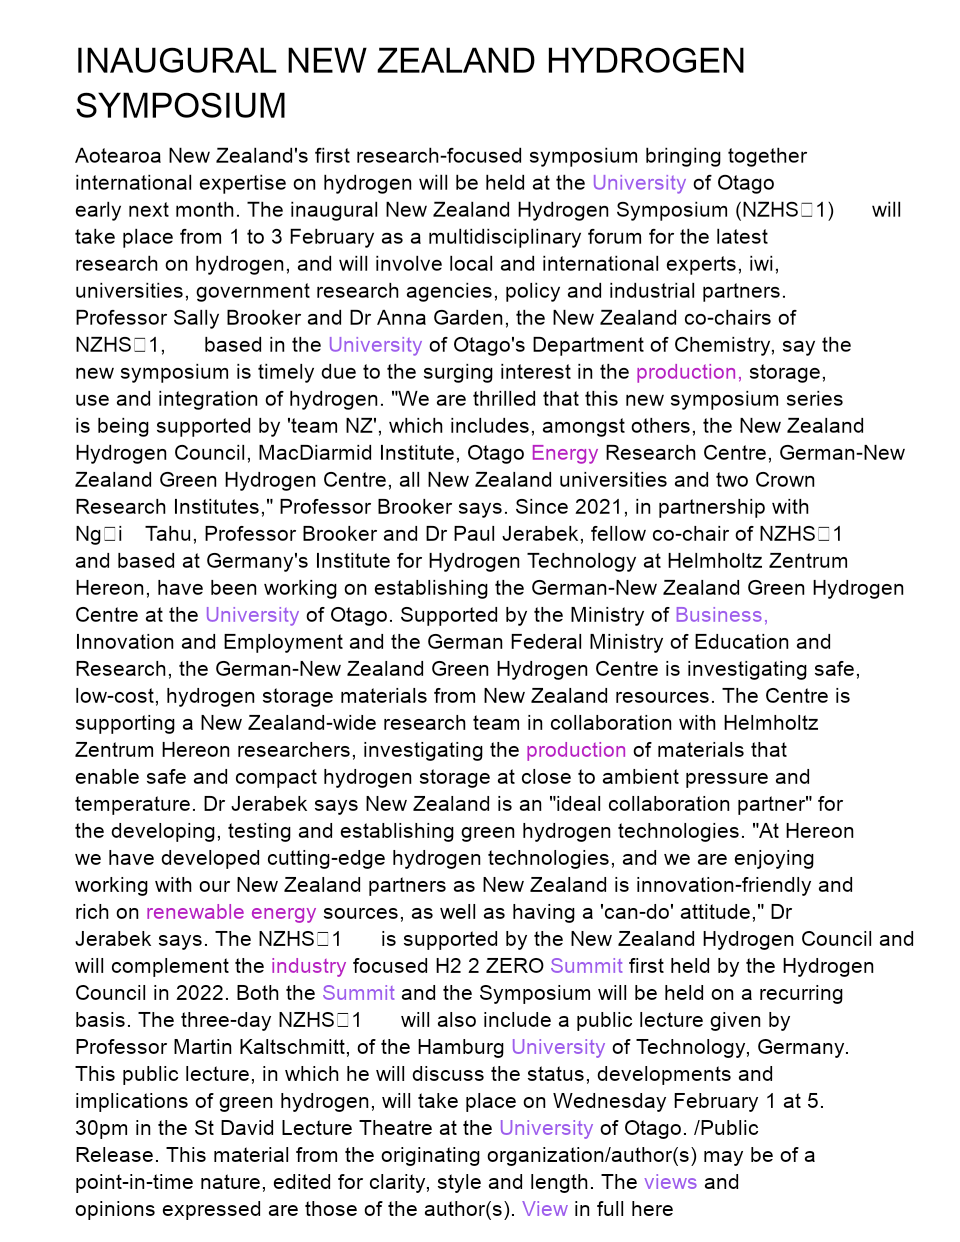 INAUGURAL NEW ZEALAND HYDROGEN
SYMPOSIUM
Aotearoa New Zealand's first research-focused symposium bringing together
international expertise on hydrogen will be held at the University of Otago
early next month. The inaugural New Zealand Hydrogen Symposium (NZHS□1) will
take place from 1 to 3 February as a multidisciplinary forum for the latest
research on hydrogen, and will involve local and international experts, iwi,
universities, government research agencies, policy and industrial partners.
Professor Sally Brooker and Dr Anna Garden, the New Zealand co-chairs of
NZHS□1, based in the University of Otago's Department of Chemistry, say the
new symposium is timely due to the surging interest in the production, storage,
use and integration of hydrogen. "We are thrilled that this new symposium series
is being supported by 'team NZ', which includes, amongst others, the New Zealand
Hydrogen Council, MacDiarmid Institute, Otago Energy Research Centre, German-New
Zealand Green Hydrogen Centre, all New Zealand universities and two Crown
Research Institutes," Professor Brooker says. Since 2021, in partnership with
Ng□i Tahu, Professor Brooker and Dr Paul Jerabek, fellow co-chair of NZHS□1
and based at Germany's Institute for Hydrogen Technology at Helmholtz Zentrum
Hereon, have been working on establishing the German-New Zealand Green Hydrogen
Centre at the University of Otago. Supported by the Ministry of Business,
Innovation and Employment and the German Federal Ministry of Education and
Research, the German-New Zealand Green Hydrogen Centre is investigating safe,
low-cost, hydrogen storage materials from New Zealand resources. The Centre is
supporting a New Zealand-wide research team in collaboration with Helmholtz
Zentrum Hereon researchers, investigating the production of materials that
enable safe and compact hydrogen storage at close to ambient pressure and
temperature. Dr Jerabek says New Zealand is an "ideal collaboration partner" for
the developing, testing and establishing green hydrogen technologies. "At Hereon
we have developed cutting-edge hydrogen technologies, and we are enjoying
working with our New Zealand partners as New Zealand is innovation-friendly and
rich on renewable energy sources, as well as having a 'can-do' attitude," Dr
Jerabek says. The NZHS□1 is supported by the New Zealand Hydrogen Council and
will complement the industry focused H2 2 ZERO Summit first held by the Hydrogen
Council in 2022. Both the Summit and the Symposium will be held on a recurring
basis. The three-day NZHS□1 will also include a public lecture given by
Professor Martin Kaltschmitt, of the Hamburg University of Technology, Germany.
This public lecture, in which he will discuss the status, developments and
implications of green hydrogen, will take place on Wednesday February 1 at 5.
30pm in the St David Lecture Theatre at the University of Otago. /Public
Release. This material from the originating organization/author(s) may be of a
point-in-time nature, edited for clarity, style and length. The views and
opinions expressed are those of the author(s). View in full here